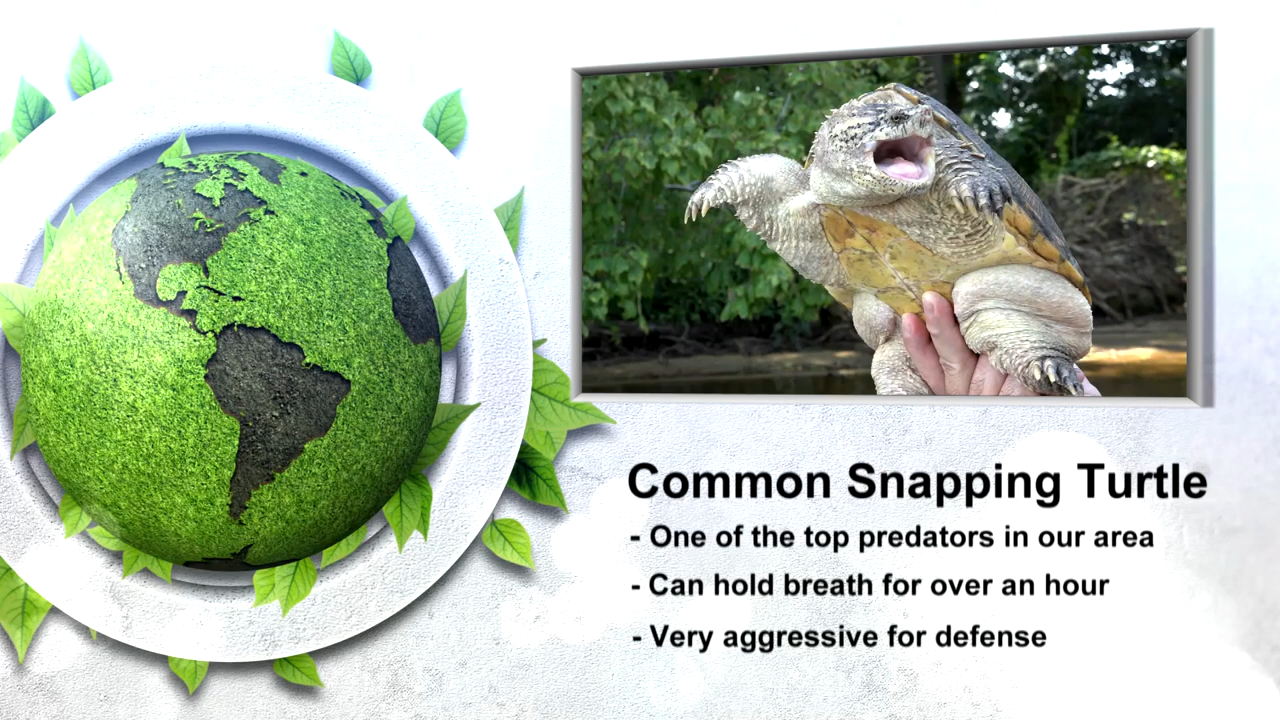 Common Snapping Turtle
- One of the top predators in our area
- Can hold breath for over an hour
- Very aggressive for defense